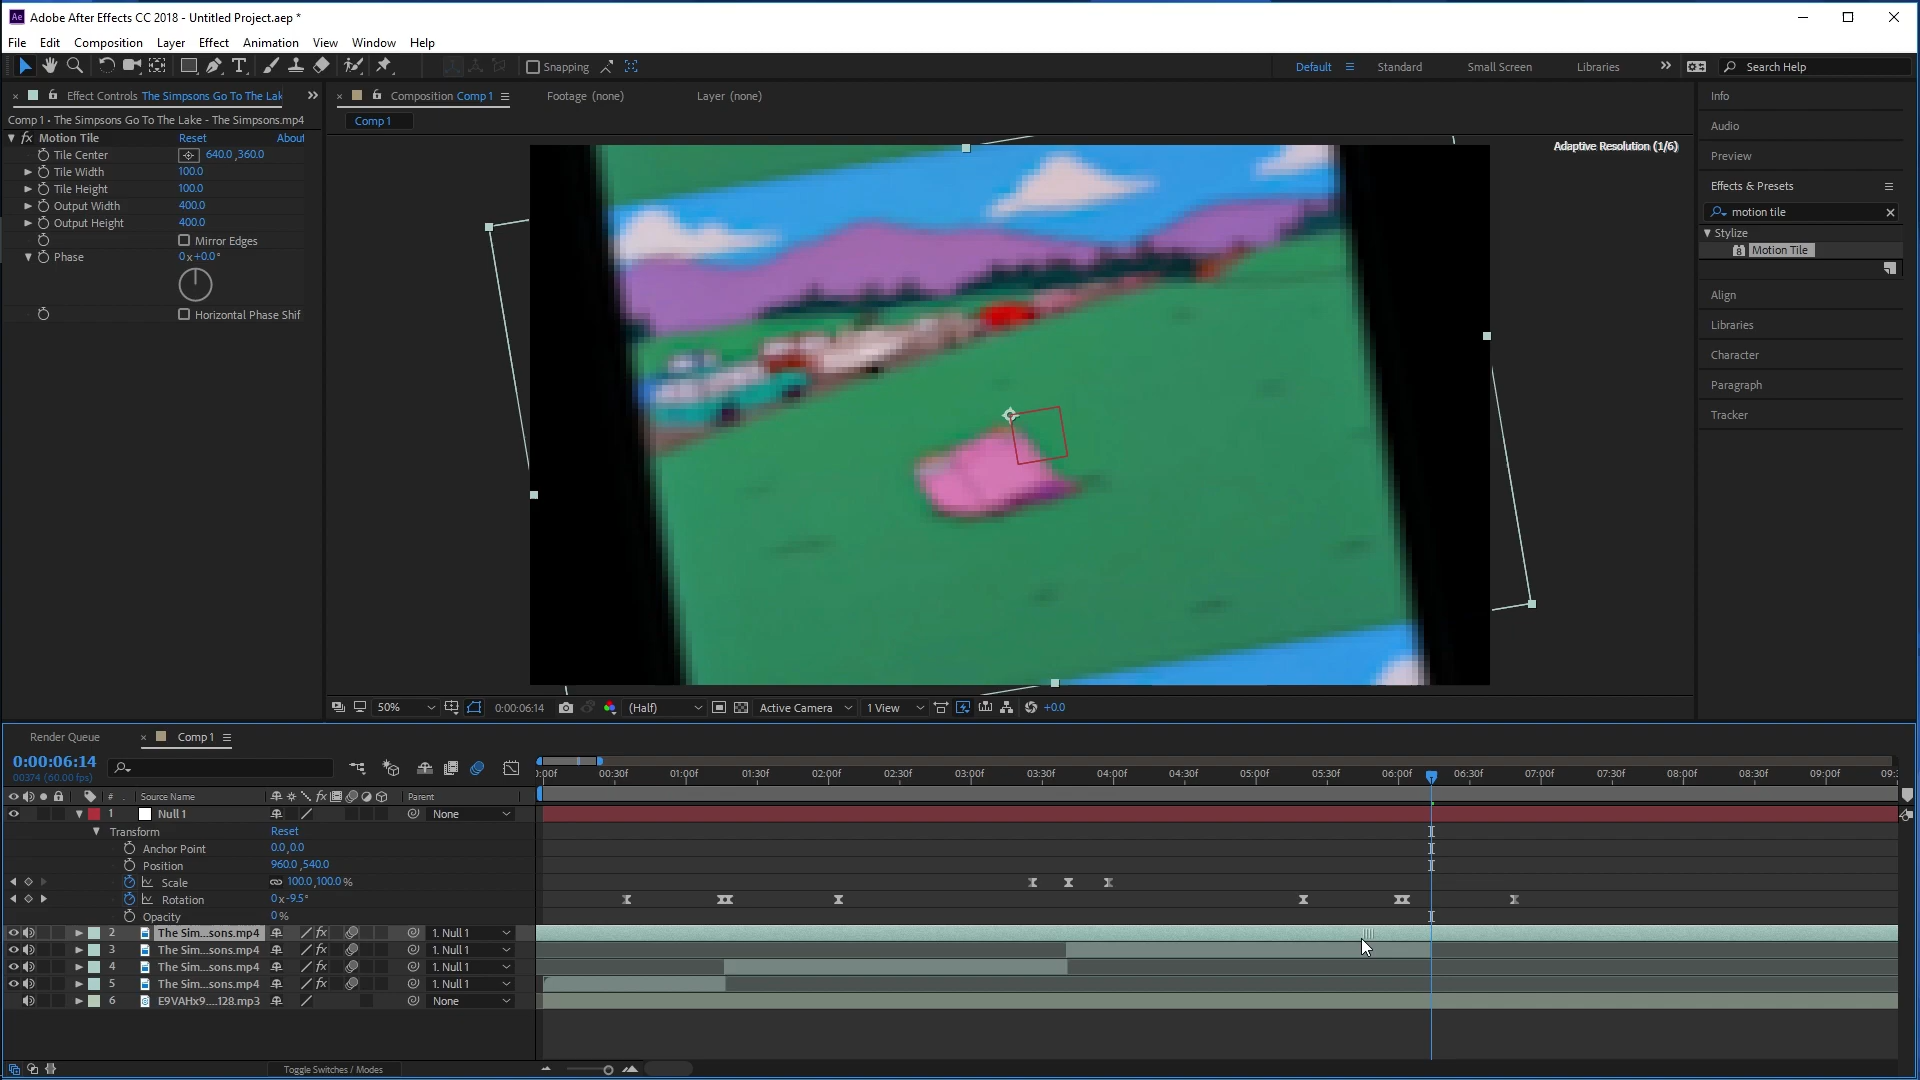 Ae Adobe After Effects CC 2018 - Untitled Project.aep *
File Edit Composition Layer Effect Animation View Window Help
Snapping Default Standard Small Screen Libraries Search Help
Effect Controls The Simpsons Go To The Lak
Composition Comp 1 Footage (none) Layer (none)
Info
Comp 1 • The Simpsons Go To The Lake - The Simpsons.mp4
Comp 1
Audio
fx Motion Tile Reset About
Adaptive Resolution (1/6)
Tile Center 640.0 ,360.0
Preview
Tile Width 100.0
Tile Height 100.0
Effects & Presets
Output Width 400.0
motion tile
Output Height 400.0
Stylize
Mirror Edges
Motion Tile
Phase 0 x +0.0 °
Align
Horizontal Phase Shif
Libraries
Character
Paragraph
Tracker
50% 0:00:06:14 (Half) Active Camera 1 View +0.0
Render Queue Comp 1
0:00:06:14
00374 (60.00 fps)
:00f 00:30f 01:00f 01:30f 02:00f 02:30f 03:00f 03:30f 04:00f 04:30f 05:00f 05:30f 06:00f 06:30f 07:00f 07:30f 08:00f 08:30f 09:00f 09:3
# Source Name fx Parent
1 Null 1 None
Transform Reset
Anchor Point 0.0 ,0.0
Position 960.0 ,540.0
Scale 100.0 ,100.0 %
Rotation 0 x -9.5 °
Opacity 0 %
2 The Sim...sons.mp4 fx 1. Null 1
3 The Sim...sons.mp4 fx 1. Null 1
4 The Sim...sons.mp4 fx 1. Null 1
5 The Sim...sons.mp4 fx 1. Null 1
6 E9VAHx9....128.mp3 None
Toggle Switches / Modes